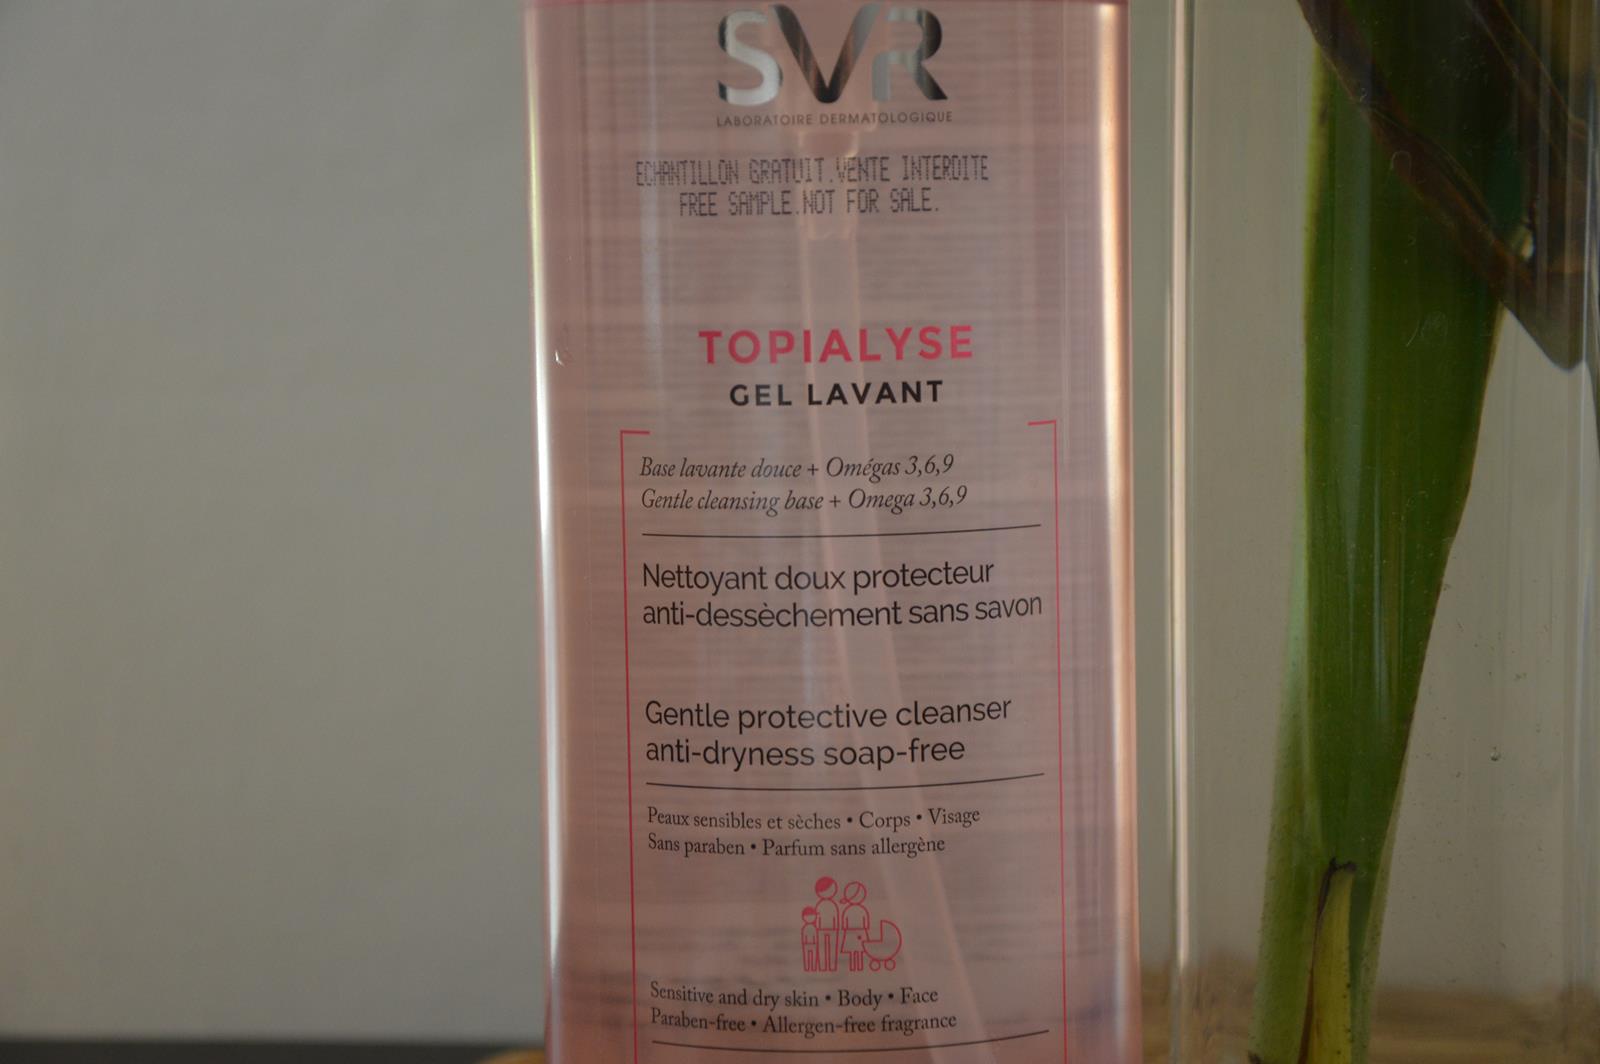 SVR
LABORATOIRE DERMATOLOGIQUE
ECHANTILLON GRATUIT.VENTE INTERDITE
FREE SAMPLE.NOT FOR SALE.
TOPIALYSE
GEL LAVANT
Base lavante douce + Omégas 3,6,9
Gentle cleansing base + Omega 3,6,9
Nettoyant doux protecteur
anti-dessèchement sans savon
Gentle protective cleanser
anti-dryness soap-free
Peaux sensibles et sèches • Corps • Visage
Sans paraben • Parfum sans allergène
Sensitive and dry skin • Body • Face
Paraben-free • Allergen-free fragrance